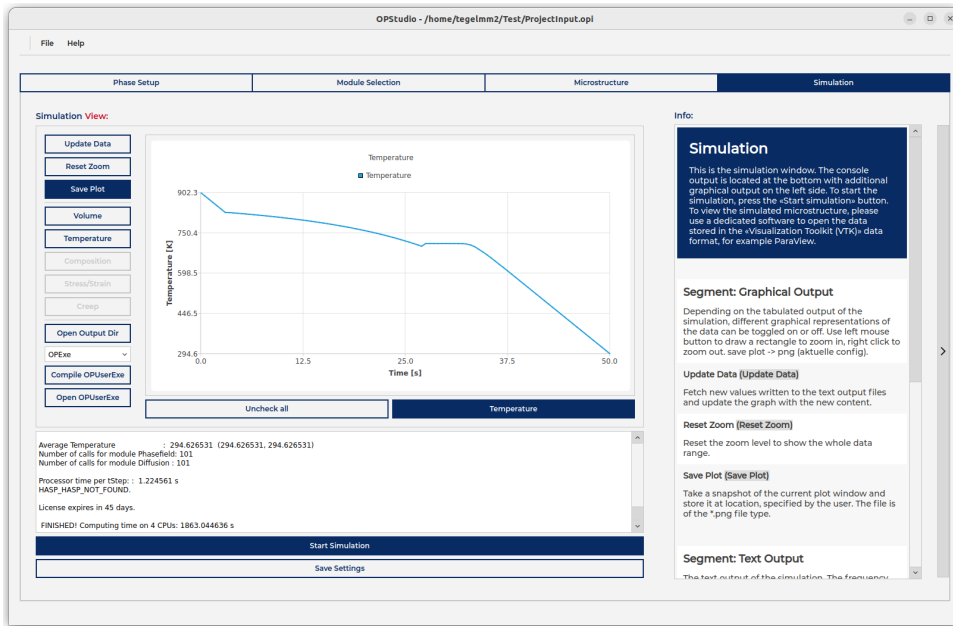 OPStudio - /home/tegelmm2/Test/ProjectInput.opi
File Help
Phase Setup Module Selection Microstructure Simulation
Simulation View:
Update Data
Reset Zoom
Save Plot
Volume
Temperature
Composition
Stress/Strain
Creep
Open Output Dir
OPExe
Compile OPUserExe
Open OPUserExe
Temperature
Temperature
902.3
750.4
598.5
446.5
294.6
Temperature [K]
0.0 12.5 25.0 37.5 50.0
Time [s]
Uncheck all Temperature
Average Temperature : 294.626531 (294.626531, 294.626531)
Number of calls for module Phasefield: 101
Number of calls for module Diffusion : 101
Processor time per tStep: : 1.224561 s
HASP_HASP_NOT_FOUND.
License expires in 45 days.
FINISHED! Computing time on 4 CPUs: 1863.044636 s
Start Simulation
Save Settings
Info:
Simulation
This is the simulation window. The console
output is located at the bottom with additional
graphical output on the left side. To start the
simulation, press the «Start simulation» button.
To view the simulated microstructure, please
use a dedicated software to open the data
stored in the «Visualization Toolkit (VTK)» data
format, for example ParaView.
Segment: Graphical Output
Depending on the tabulated output of the
simulation, different graphical representations of
the data can be toggled on or off. Use left mouse
button to draw a rectangle to zoom in, right click to
zoom out. save plot -> png (aktuelle config).
Update Data (Update Data)
Fetch new values written to the text output files
and update the graph with the new content.
Reset Zoom (Reset Zoom)
Reset the zoom level to show the whole data
range.
Save Plot (Save Plot)
Take a snapshot of the current plot window and
store it at location, specified by the user. The file is
of the *.png file type.
Segment: Text Output
The text output of the simulation. The frequency